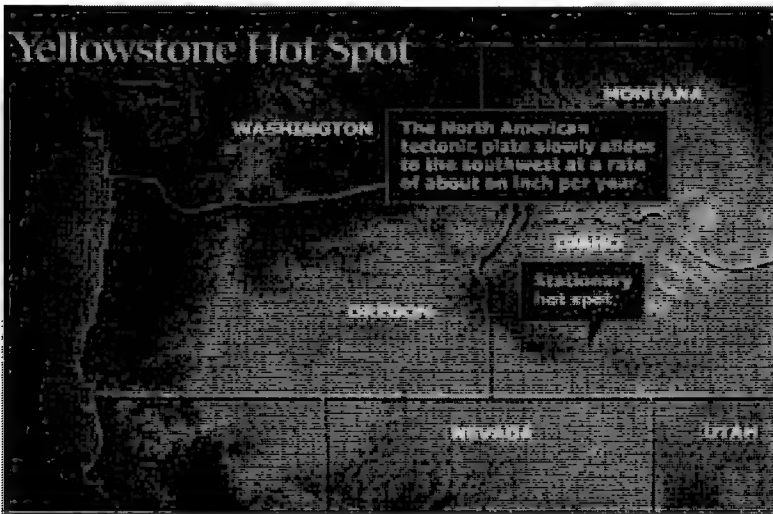 Yellowstone Hot Spot
MONTANA
WASHINGTON
The North American
tectonic plate slowly slides
to the southwest at a rate
of about an inch per year.
IDAHO
Stationary
hot spot.
OREGON
NEVADA
UTAH